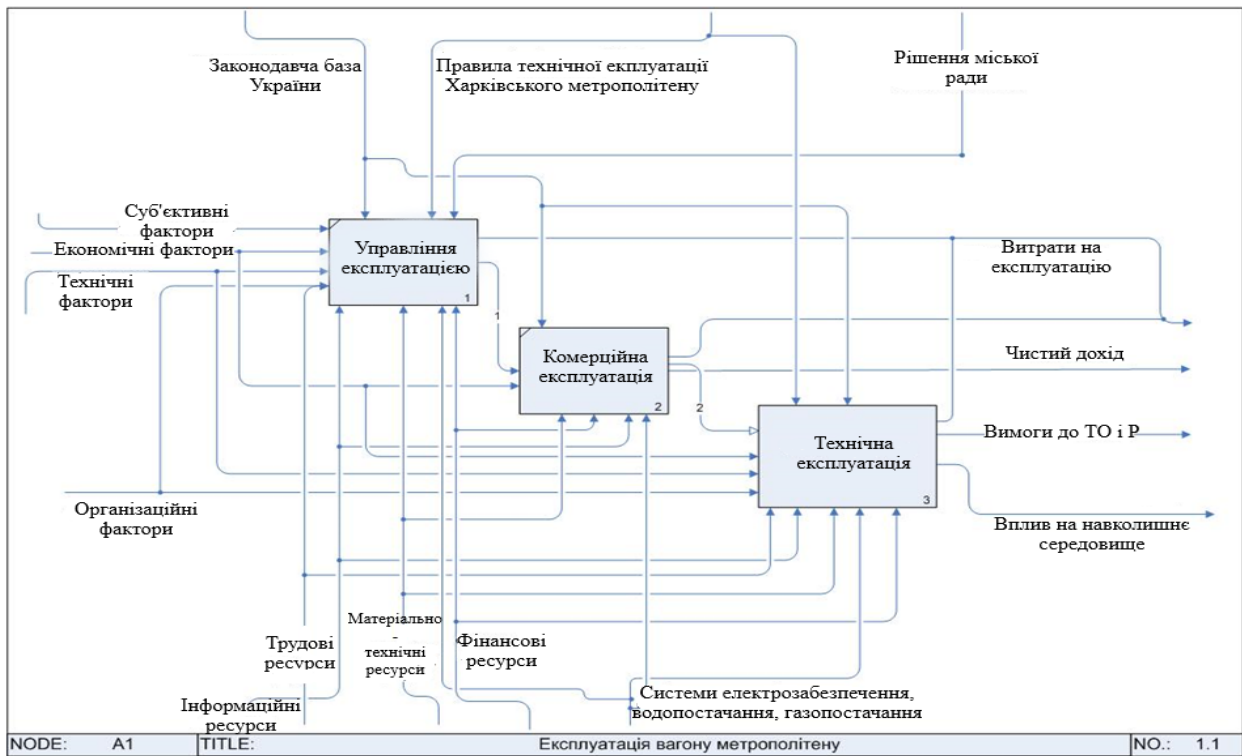 Законодавча база
України
Правила технічної екплуатації
Харківського метрополітену
Рішення міської
ради
Суб'єктивні
фактори
Економічні фактори
Технічні
фактори
Управління
експлуатацією
1
Витрати на
експлуатацію
1
Комерційна
експлуатація
2
Чистий дохід
2
Технічна
експлуатація
3
Вимоги до ТО і Р
Організаційні
фактори
Вплив на навколишнє
середовище
Трудові
ресурси
Матеріально
-
технічні
ресурси
Фінансові
ресурси
Інформаційні
ресурси
Системи електрозабезпечення,
водопостачання, газопостачання
NODE: A1 TITLE: Експлуатація вагону метрополітену NO.: 1.1